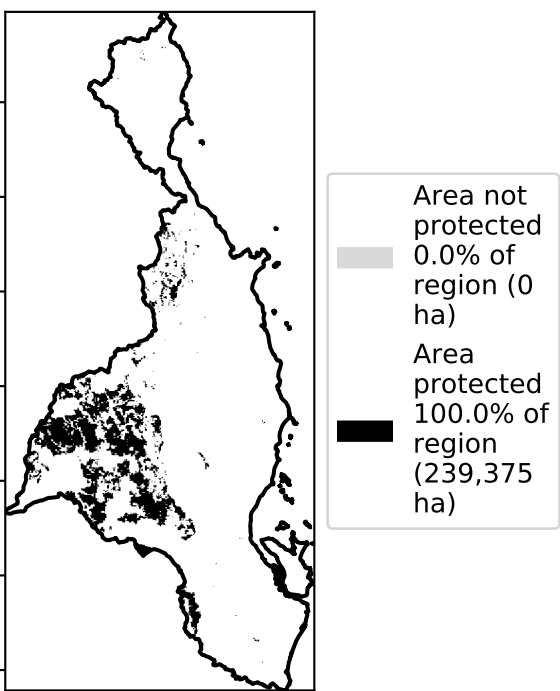 Area not
protected
0.0% of
region (0
ha)
Area
protected
100.0% of
region
(239,375
ha)